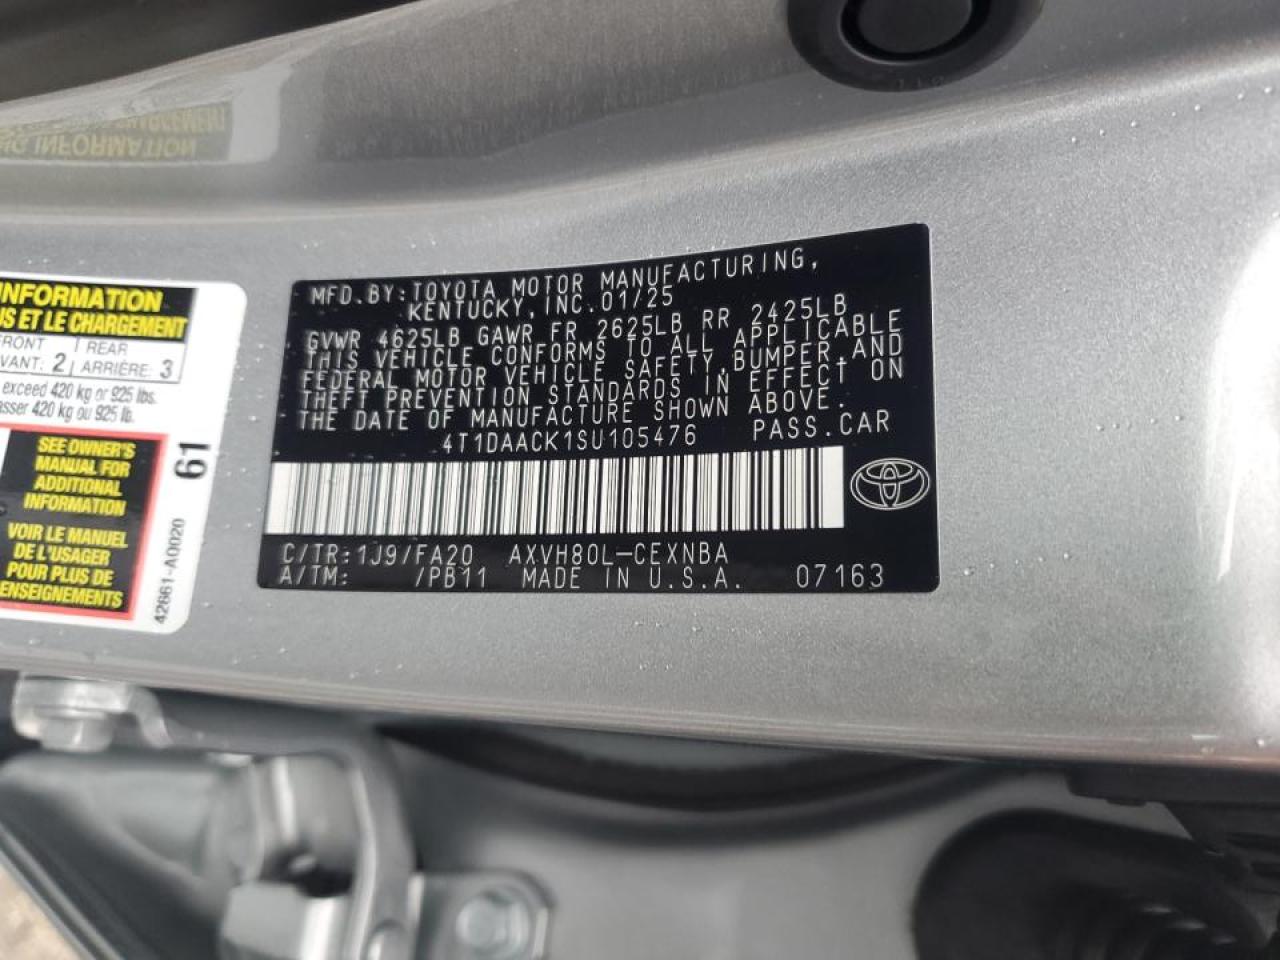 MFD.BY:TOYOTA MOTOR MANUFACTURING,
KENTUCKY,INC.01/25
GVWR 4625LB GAWR FR 2625LB RR 2425LB
THIS VEHICLE CONFORMS TO ALL APPLICABLE
FEDERAL MOTOR VEHICLE SAFETY,BUMPER,AND
THEFT PREVENTION STANDARDS IN EFFECT ON
THE DATE OF MANUFACTURE SHOWN ABOVE.
4T1DAACK1SU105476 PASS.CAR
C/TR:1J9/FA20 AXVH80L-CEXNBA
A/TM: /PB11 MADE IN U.S.A. 07163
INFORMATION
US ET LE CHARGEMENT
FRONT
VANT: 2
REAR
ARRIÈRE: 3
exceed 420 kg or 925 lbs.
asser 420 kg ou 925 lb.
SEE OWNER'S
MANUAL FOR
ADDITIONAL
INFORMATION
VOIR LE MANUEL
DE L'USAGER
POUR PLUS DE
RENSEIGNEMENTS
61
42661-A0020